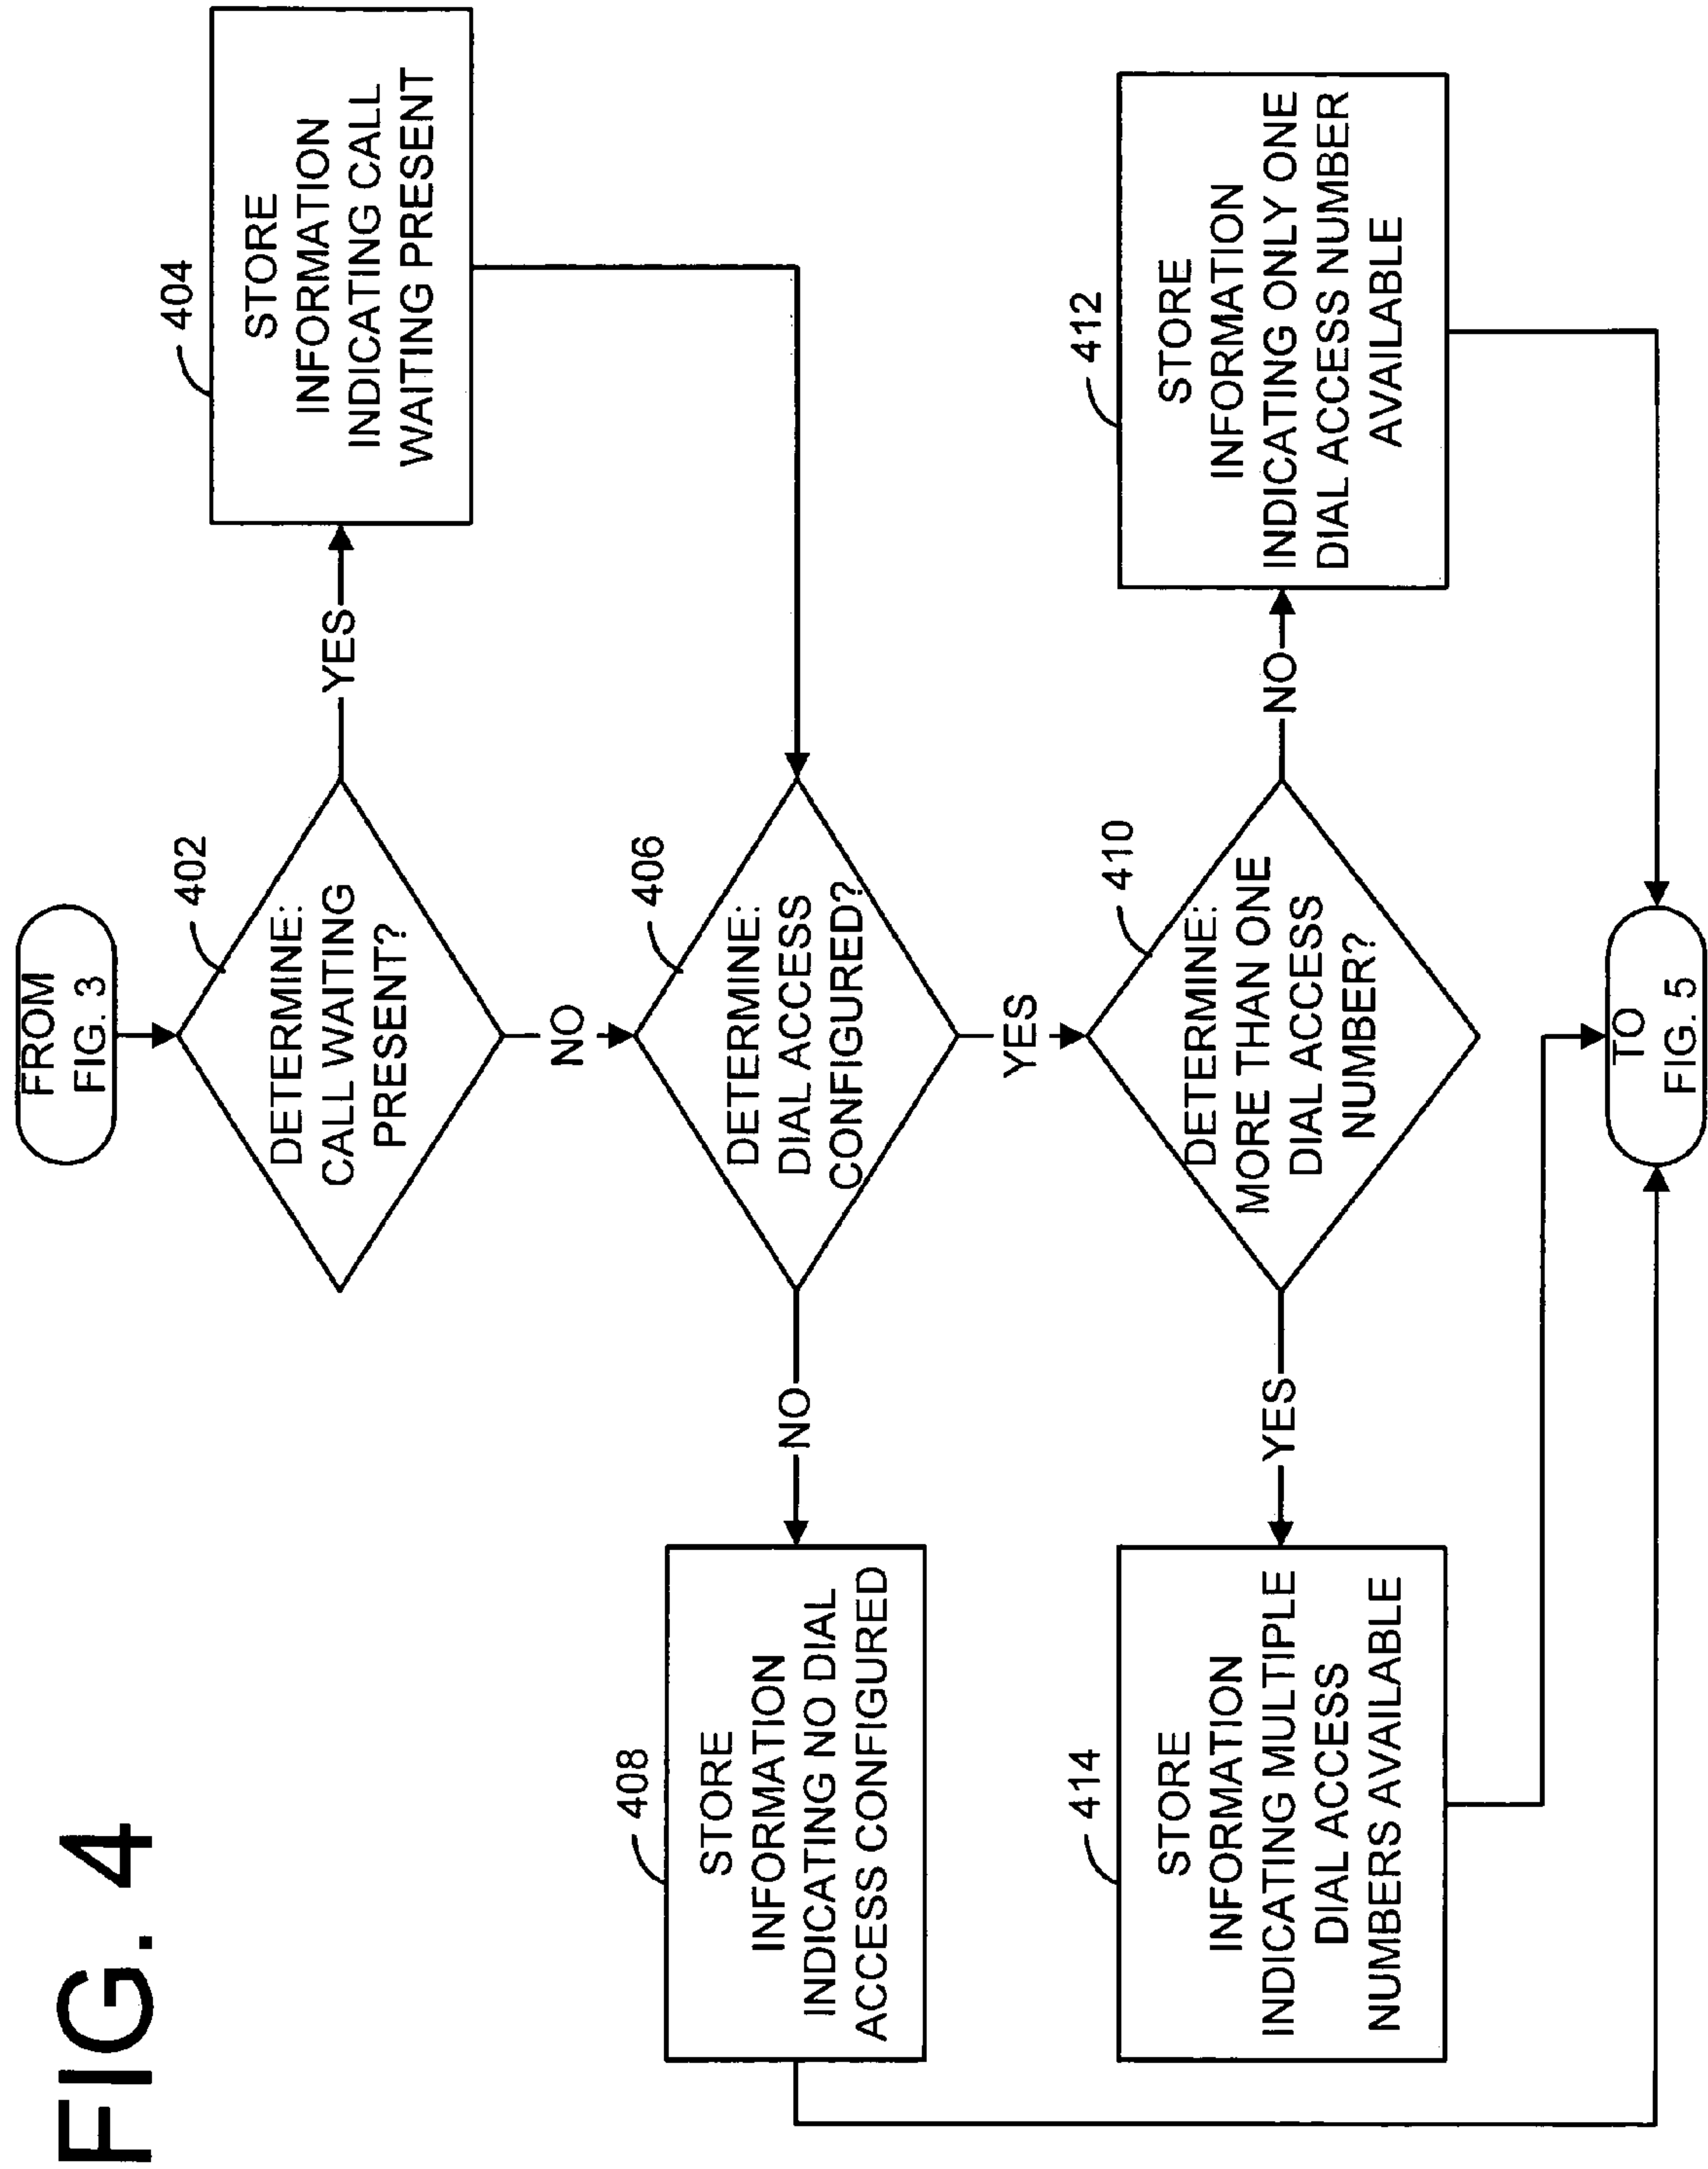 FIG. 4
FROM
FIG. 3
402
DETERMINE:
CALL WAITING
PRESENT?
YES
404
STORE
INFORMATION
INDICATING CALL
WAITING PRESENT
NO
406
DETERMINE:
DIAL ACCESS
CONFIGURED?
NO
408
STORE
INFORMATION
INDICATING NO DIAL
ACCESS CONFIGURED
YES
410
DETERMINE:
MORE THAN ONE
DIAL ACCESS
NUMBER?
NO
412
STORE
INFORMATION
INDICATING ONLY ONE
DIAL ACCESS NUMBER
AVAILABLE
YES
414
STORE
INFORMATION
INDICATING MULTIPLE
DIAL ACCESS
NUMBERS AVAILABLE
TO
FIG. 5